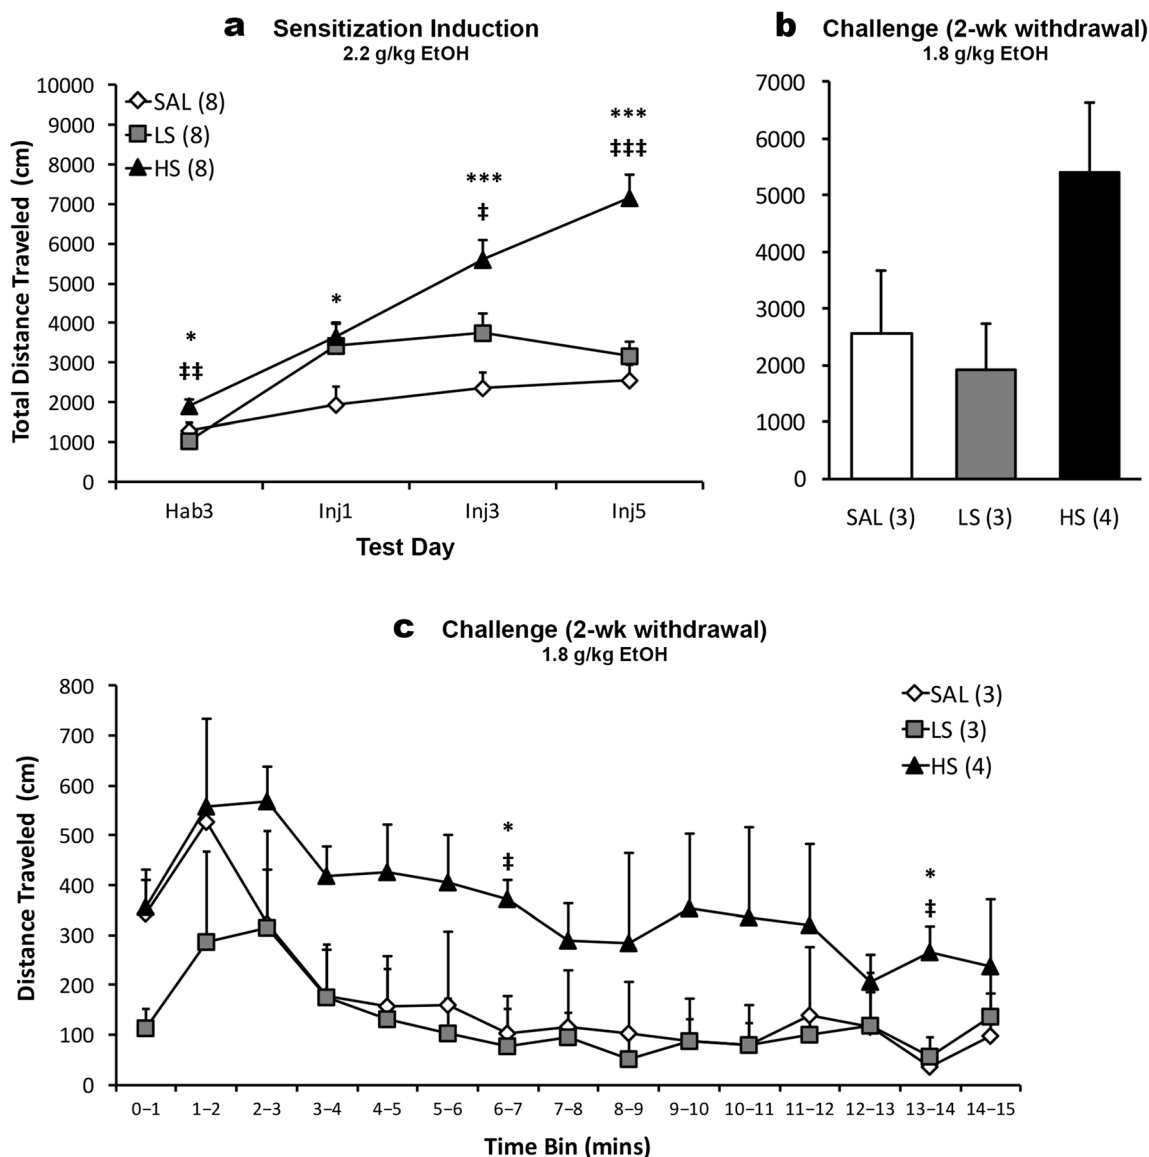 a Sensitization Induction
2.2 g/kg EtOH
10000
9000
8000
7000
6000
5000
4000
3000
2000
1000
0
Total Distance Traveled (cm)
SAL (8)
LS (8)
HS (8)
*
‡‡
*
***
‡
***
‡‡‡
Hab3 Inj1 Inj3 Inj5
Test Day
b Challenge (2-wk withdrawal)
1.8 g/kg EtOH
7000
6000
5000
4000
3000
2000
1000
0
SAL (3) LS (3) HS (4)
c Challenge (2-wk withdrawal)
1.8 g/kg EtOH
800
700
600
500
400
300
200
100
0
Distance Traveled (cm)
SAL (3)
LS (3)
HS (4)
*
‡
*
‡
0–1 1–2 2–3 3–4 4–5 5–6 6–7 7–8 8–9 9–10 10–11 11–12 12–13 13–14 14–15
Time Bin (mins)